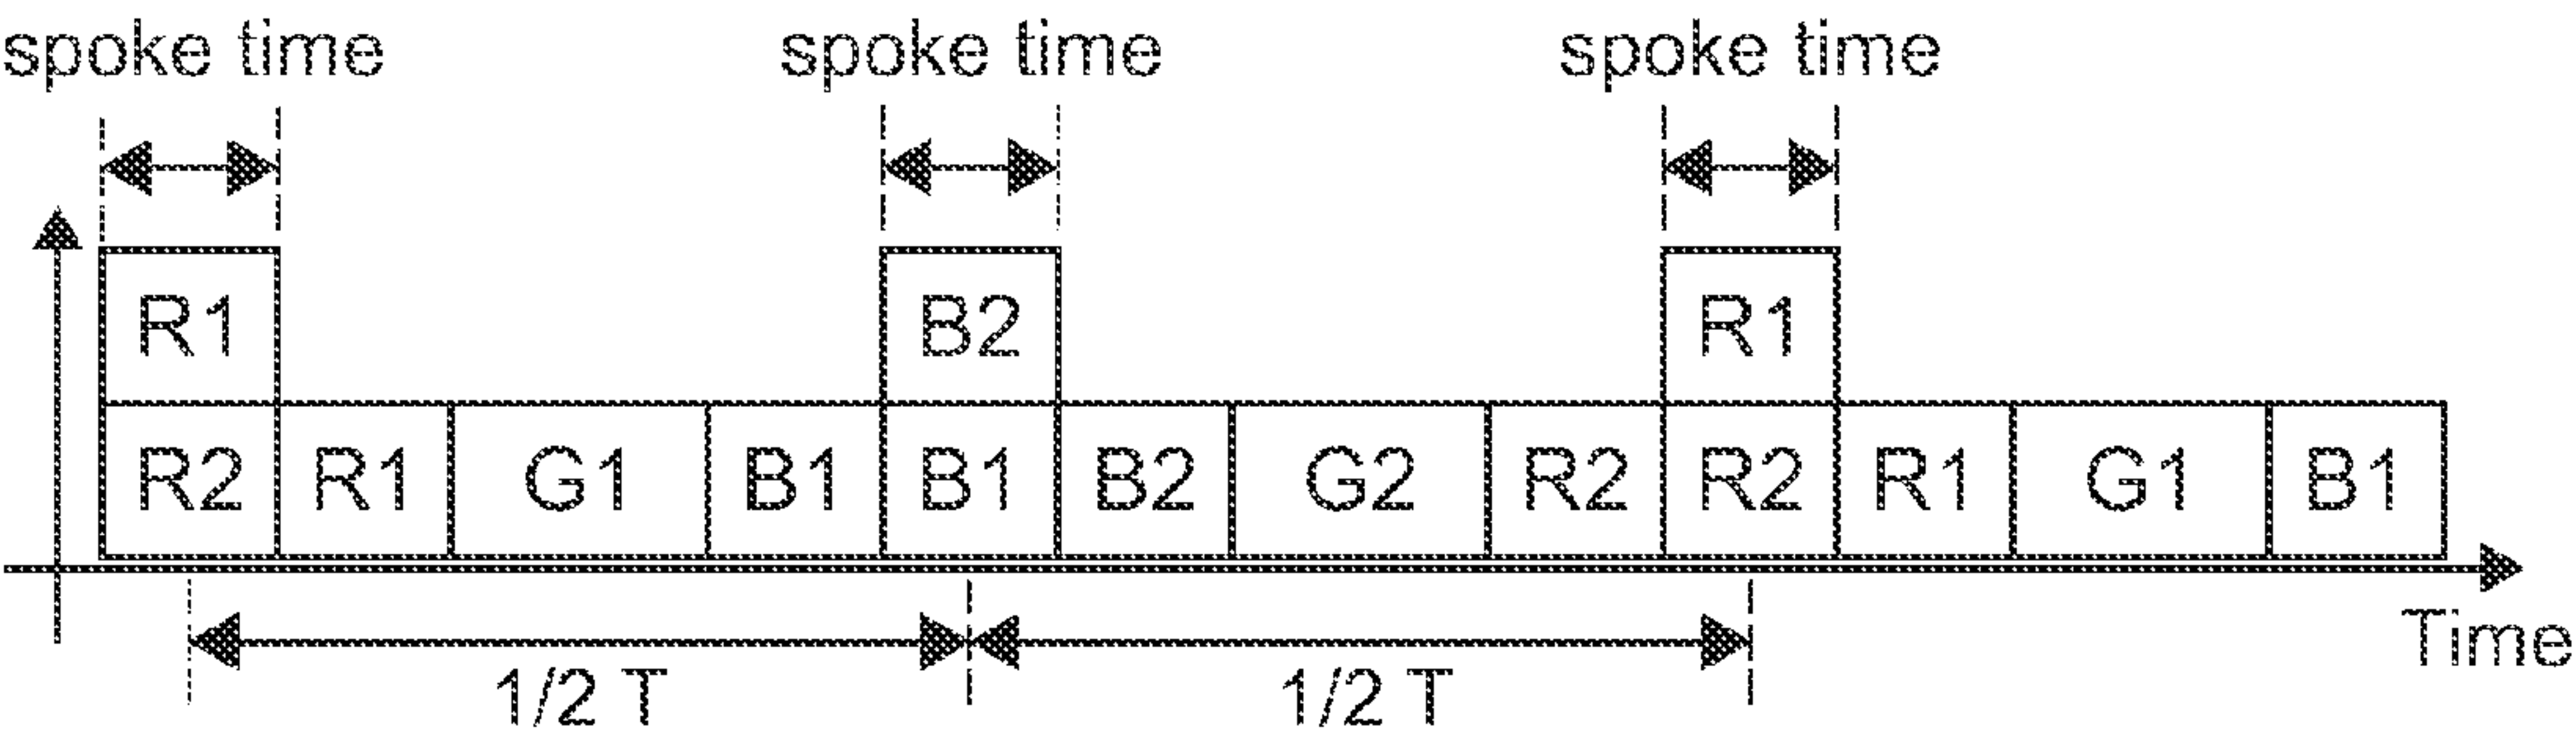 spoke time spoke time spoke time
R1 B2 R1
R2 R1 G1 B1 B1 B2 G2 R2 R2 R1 G1 B1
Time
1/2 T 1/2 T